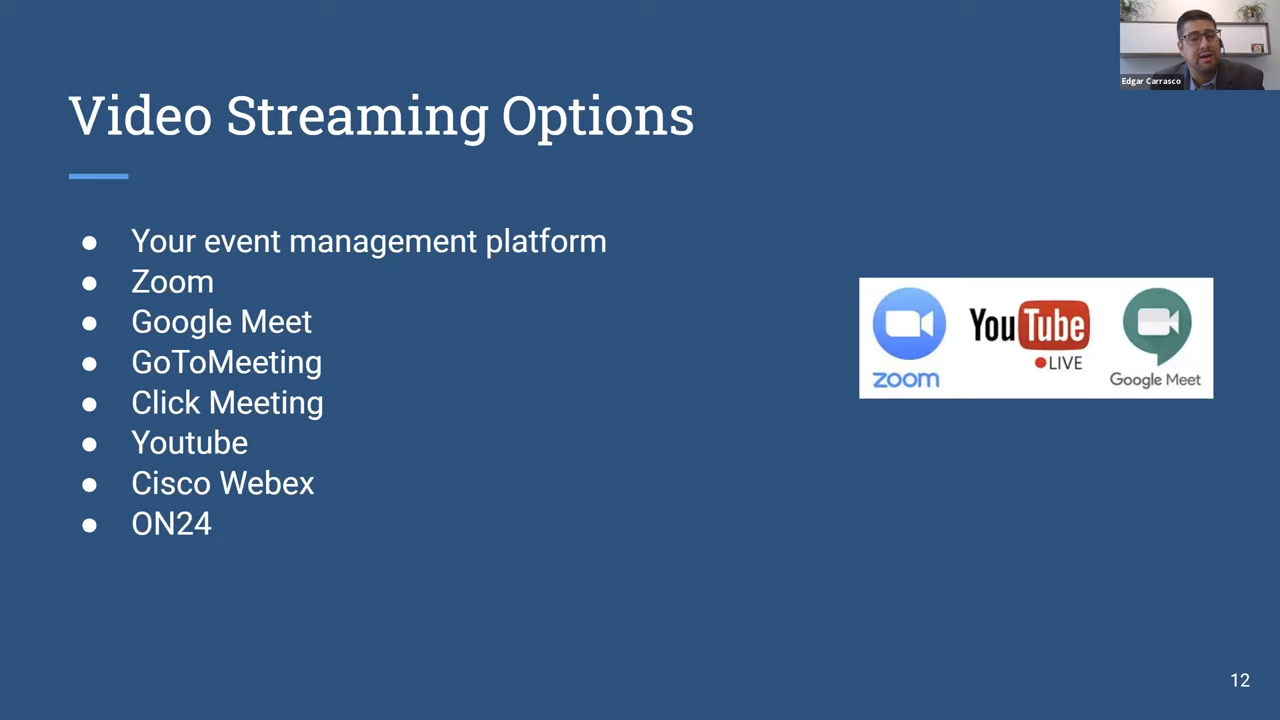 Edgar Carrasco
Video Streaming Options
● Your event management platform
● Zoom
● Google Meet
● GoToMeeting
● Click Meeting
● Youtube
● Cisco Webex
● ON24
zoom
YouTube
LIVE
Google Meet
12